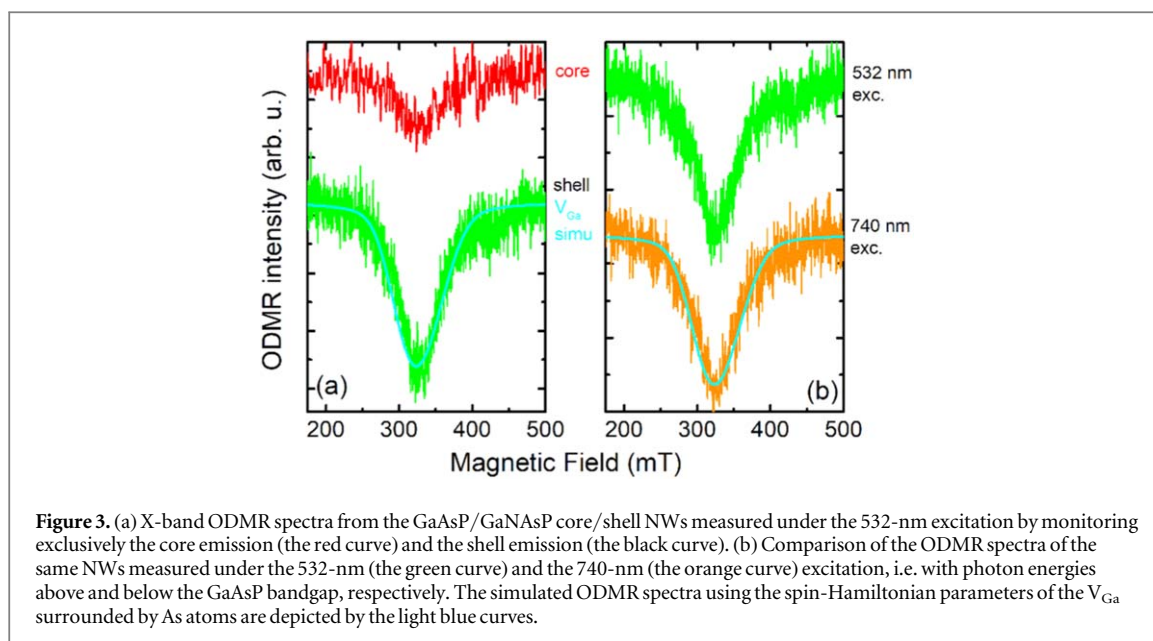 core
shell
V_Ga
simu
532 nm
exc.
740 nm
exc.
ODMR intensity (arb. u.)
(a)
(b)
200 300 400 500 200 300 400 500
Magnetic Field (mT)
Figure 3. (a) X-band ODMR spectra from the GaAsP/GaNAsP core/shell NWs measured under the 532-nm excitation by monitoring
exclusively the core emission (the red curve) and the shell emission (the black curve). (b) Comparison of the ODMR spectra of the
same NWs measured under the 532-nm (the green curve) and the 740-nm (the orange curve) excitation, i.e. with photon energies
above and below the GaAsP bandgap, respectively. The simulated ODMR spectra using the spin-Hamiltonian parameters of the V_Ga
surrounded by As atoms are depicted by the light blue curves.